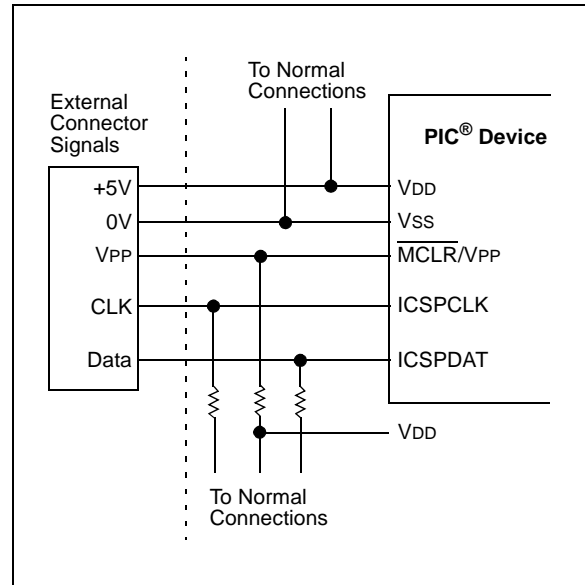 To Normal
Connections
External
Connector
Signals
PIC® Device
+5V
VDD
0V
VSS
VPP
MCLR/VPP
CLK
ICSPCLK
Data
ICSPDAT
VDD
To Normal
Connections